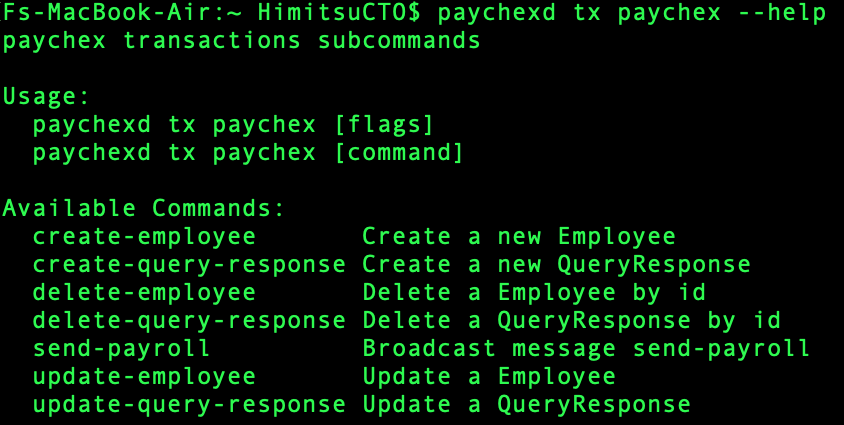 Fs-MacBook-Air:~ HimitsuCTO$ paychexd tx paychex --help
paychex transactions subcommands
Usage:
paychexd tx paychex [flags]
paychexd tx paychex [command]
Available Commands:
create-employee Create a new Employee
create-query-response Create a new QueryResponse
delete-employee Delete a Employee by id
delete-query-response Delete a QueryResponse by id
send-payroll Broadcast message send-payroll
update-employee Update a Employee
update-query-response Update a QueryResponse